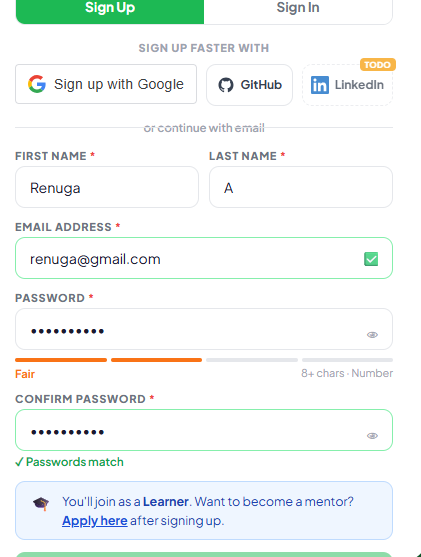 Sign Up Sign In
SIGN UP FASTER WITH
TODO
Sign up with Google GitHub LinkedIn
or continue with email
FIRST NAME * LAST NAME *
Renuga A
EMAIL ADDRESS *
renuga@gmail.com
PASSWORD *
••••••••••
Fair 8+ chars · Number
CONFIRM PASSWORD *
••••••••••
✓ Passwords match
You'll join as a Learner. Want to become a mentor?
Apply here after signing up.